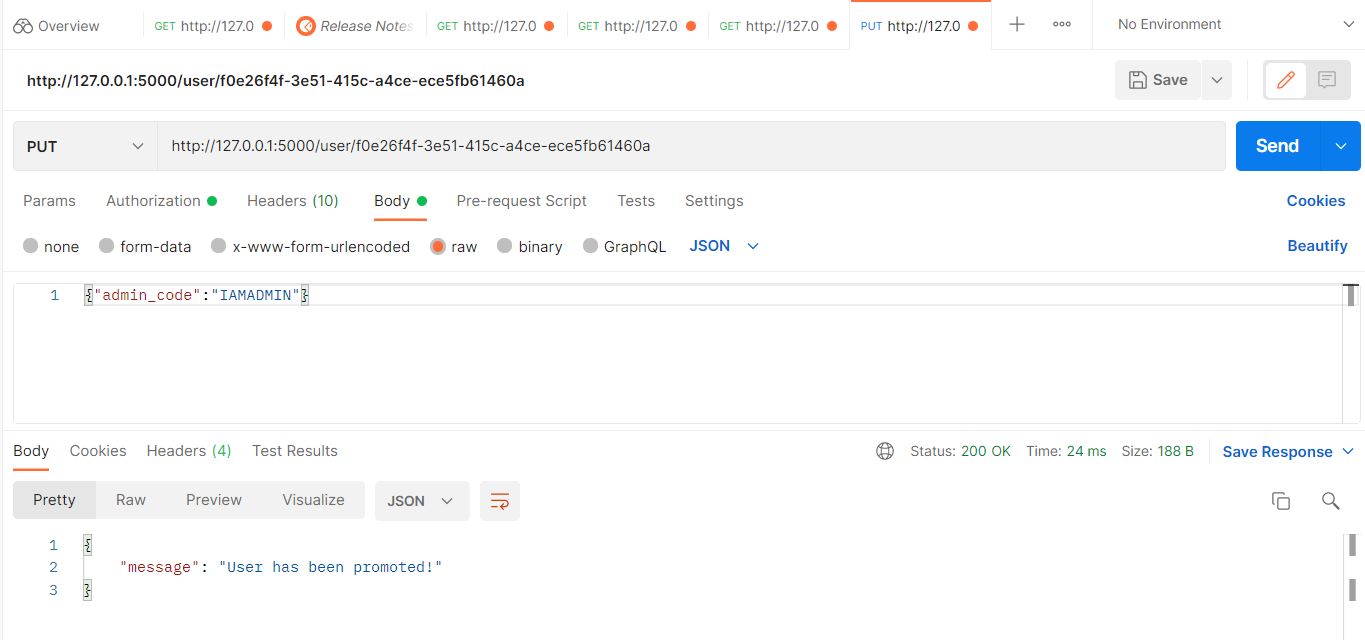 Overview GET http://127.0 Release Notes GET http://127.0 GET http://127.0 GET http://127.0 PUT http://127.0 No Environment
http://127.0.0.1:5000/user/f0e26f4f-3e51-415c-a4ce-ece5fb61460a Save
PUT http://127.0.0.1:5000/user/f0e26f4f-3e51-415c-a4ce-ece5fb61460a Send
Params Authorization Headers (10) Body Pre-request Script Tests Settings Cookies
none form-data x-www-form-urlencoded raw binary GraphQL JSON Beautify
1 {"admin_code":"IAMADMIN"}
Body Cookies Headers (4) Test Results Status: 200 OK Time: 24 ms Size: 188 B Save Response
Pretty Raw Preview Visualize JSON
1 {
2 "message": "User has been promoted!"
3 }